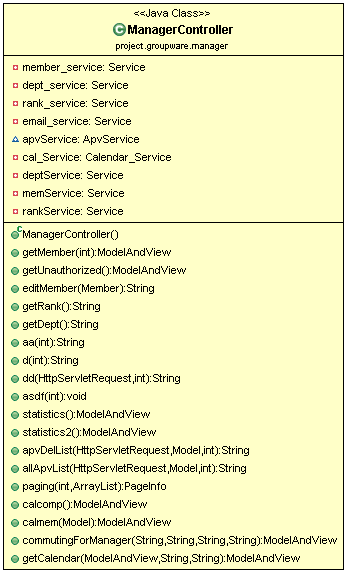 <<Java Class>>
ManagerController
project.groupware.manager
member_service: Service
dept_service: Service
rank_service: Service
email_service: Service
apvService: ApvService
cal_Service: Calendar_Service
deptService: Service
memService: Service
rankService: Service
ManagerController()
getMember(int):ModelAndView
getUnauthorized():ModelAndView
editMember(Member):String
getRank():String
getDept():String
aa(int):String
d(int):String
dd(HttpServletRequest,int):String
asdf(int):void
statistics():ModelAndView
statistics2():ModelAndView
apvDelList(HttpServletRequest,Model,int):String
allApvList(HttpServletRequest,Model,int):String
paging(int,ArrayList):PageInfo
calcomp():ModelAndView
calmem(Model):ModelAndView
commutingForManager(String,String,String,String):ModelAndView
getCalendar(ModelAndView,String,String):ModelAndView